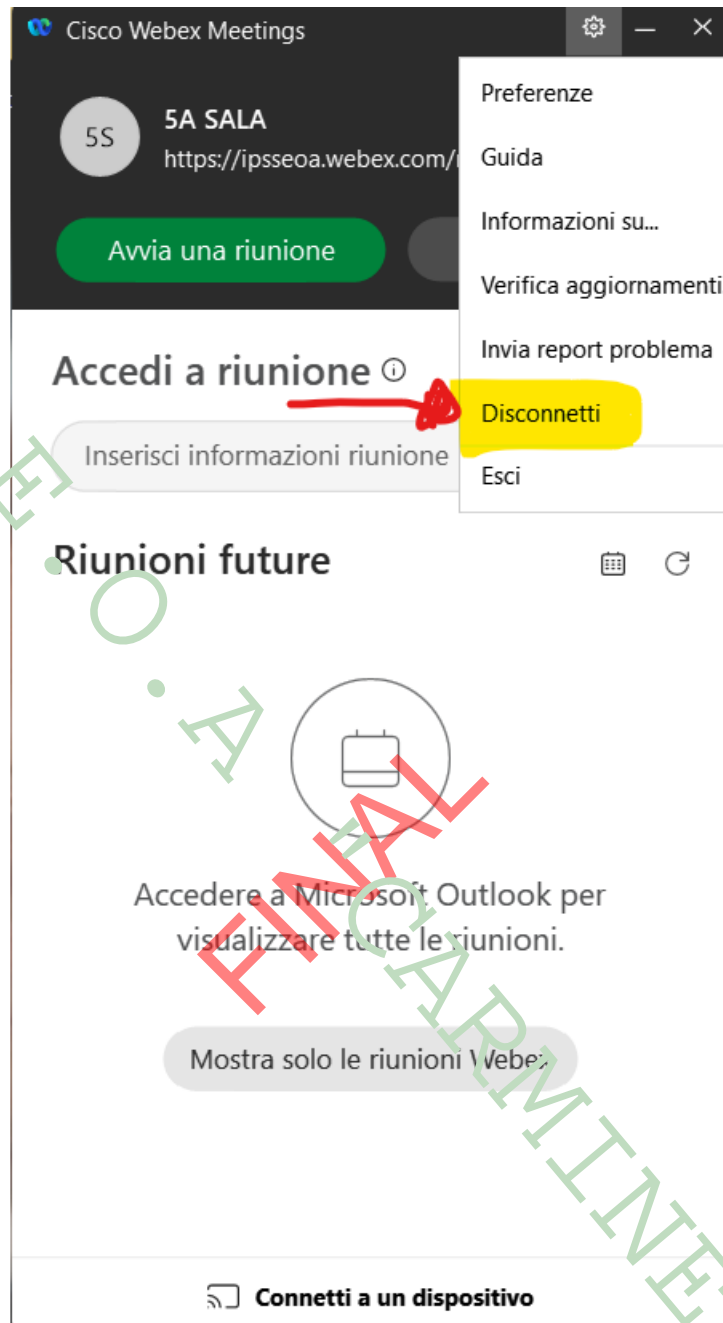 Cisco Webex Meetings
5S
5A SALA
https://ipsseoa.webex.com/
Avvia una riunione
Preferenze
Guida
Informazioni su...
Verifica aggiornamenti
Invia report problema
Disconnetti
Esci
Accedi a riunione
Inserisci informazioni riunione
Riunioni future
Accedere a Microsoft Outlook per
visualizzare tutte le riunioni.
Mostra solo le riunioni Webex
Connetti a un dispositivo
FINAL
E.O.A "CARMINE